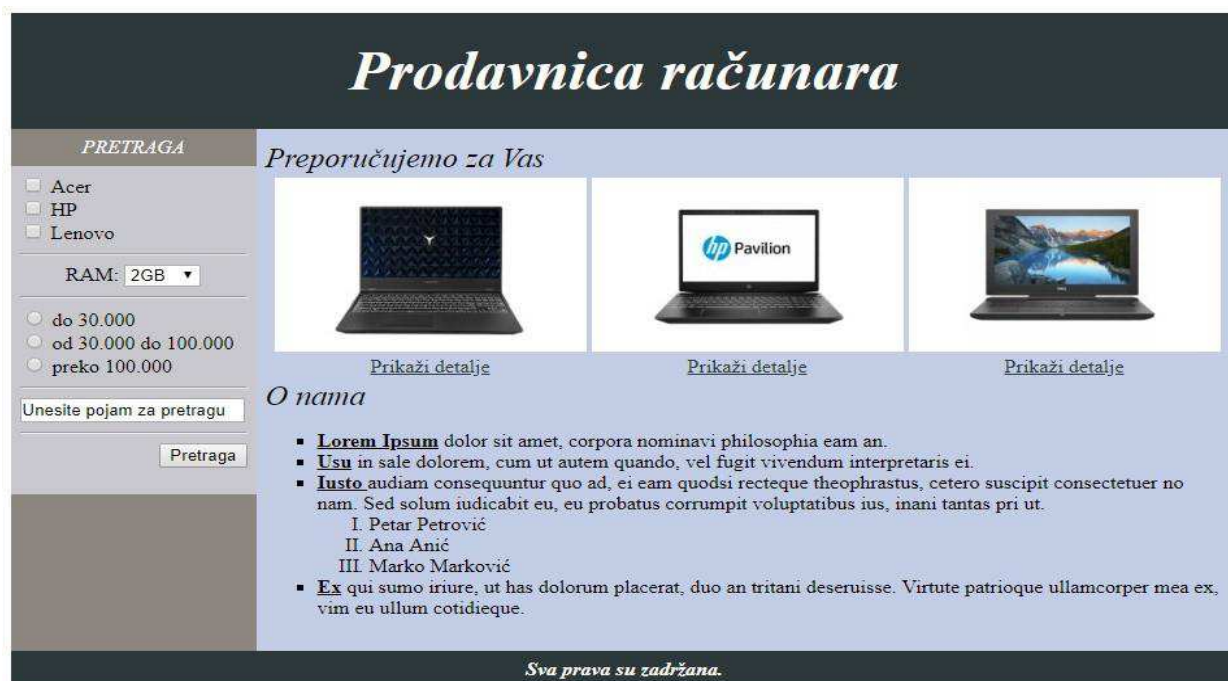 Prodavnica računara
PRETRAGA
Acer
HP
Lenovo
RAM: 2GB
do 30.000
od 30.000 do 100.000
preko 100.000
Unesite pojam za pretragu
Pretraga
Preporučujemo za Vas
hp Pavilion
Prikaži detalje
Prikaži detalje
Prikaži detalje
O nama
Lorem Ipsum dolor sit amet, corpora nominavi philosophia eam an.
Usu in sale dolorem, cum ut autem quando, vel fugit vivendum interpretaris ei.
Iusto audiam consequuntur quo ad, ei eam quodsi recteque theophrastus, cetero suscipit consectetuer no
nam. Sed solum iudicabit eu, eu probatus corrumpit voluptatibus ius, inani tantas pri ut.
I. Petar Petrović
II. Ana Anić
III. Marko Marković
Ex qui sumo iriure, ut has dolorum placerat, duo an tritani deseruisse. Virtute patrioque ullamcorper mea ex,
vim eu ullum cotidieque.
Sva prava su zadržana.